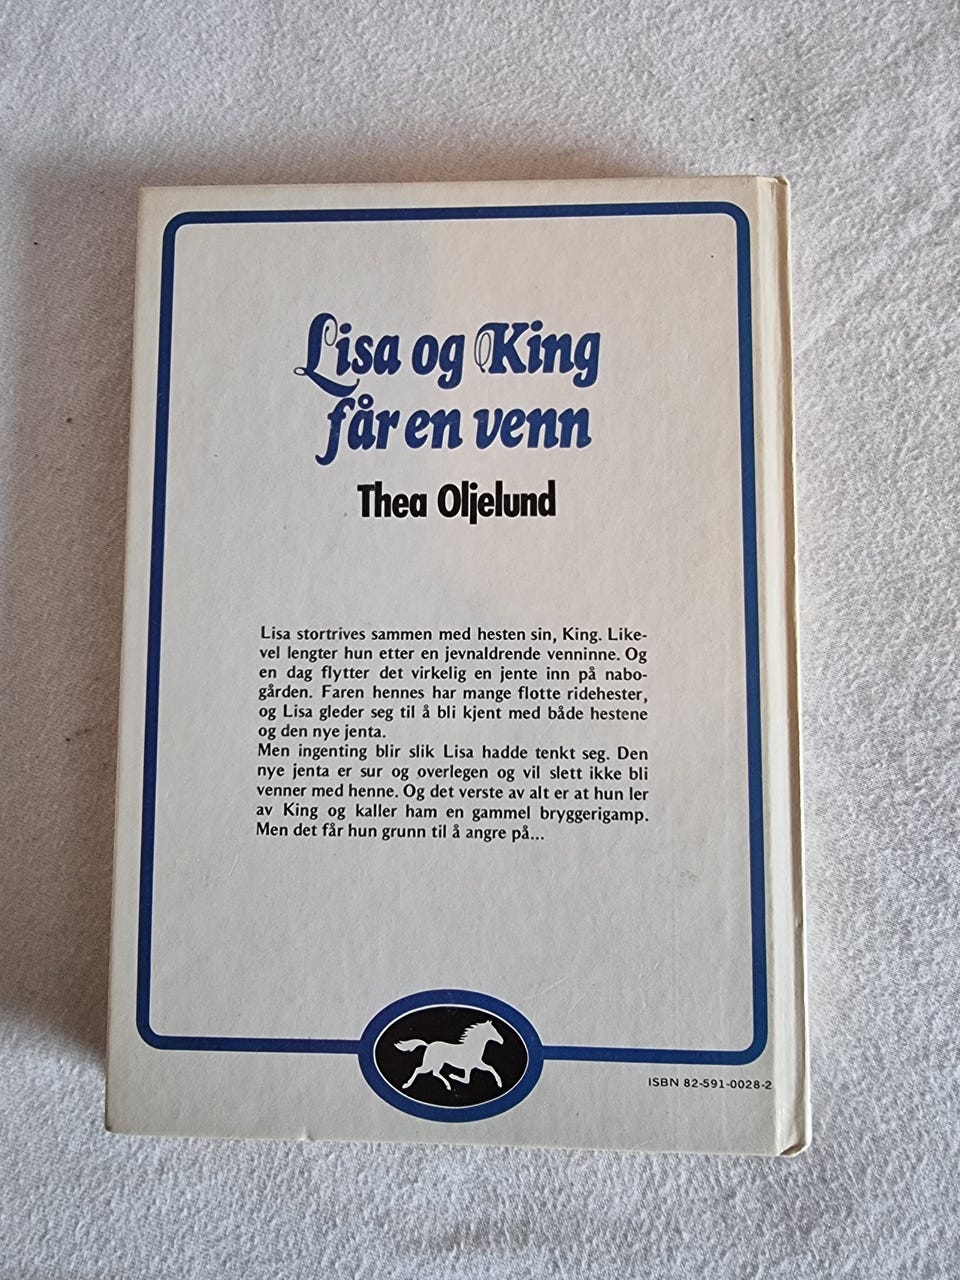 Lisa og King
får en venn
Thea Oljelund
Lisa stortrives sammen med hesten sin, King. Like-
vel lengter hun etter en jevnaldrende venninne. Og
en dag flytter det virkelig en jente inn på nabo-
gården. Faren hennes har mange flotte ridehester,
og Lisa gleder seg til å bli kjent med både hestene
og den nye jenta.
Men ingenting blir slik Lisa hadde tenkt seg. Den
nye jenta er sur og overlegen og vil slett ikke bli
venner med henne. Og det verste av alt er at hun ler
av King og kaller ham en gammel bryggerigamp.
Men det får hun grunn til å angre på...
ISBN 82-591-0028-2